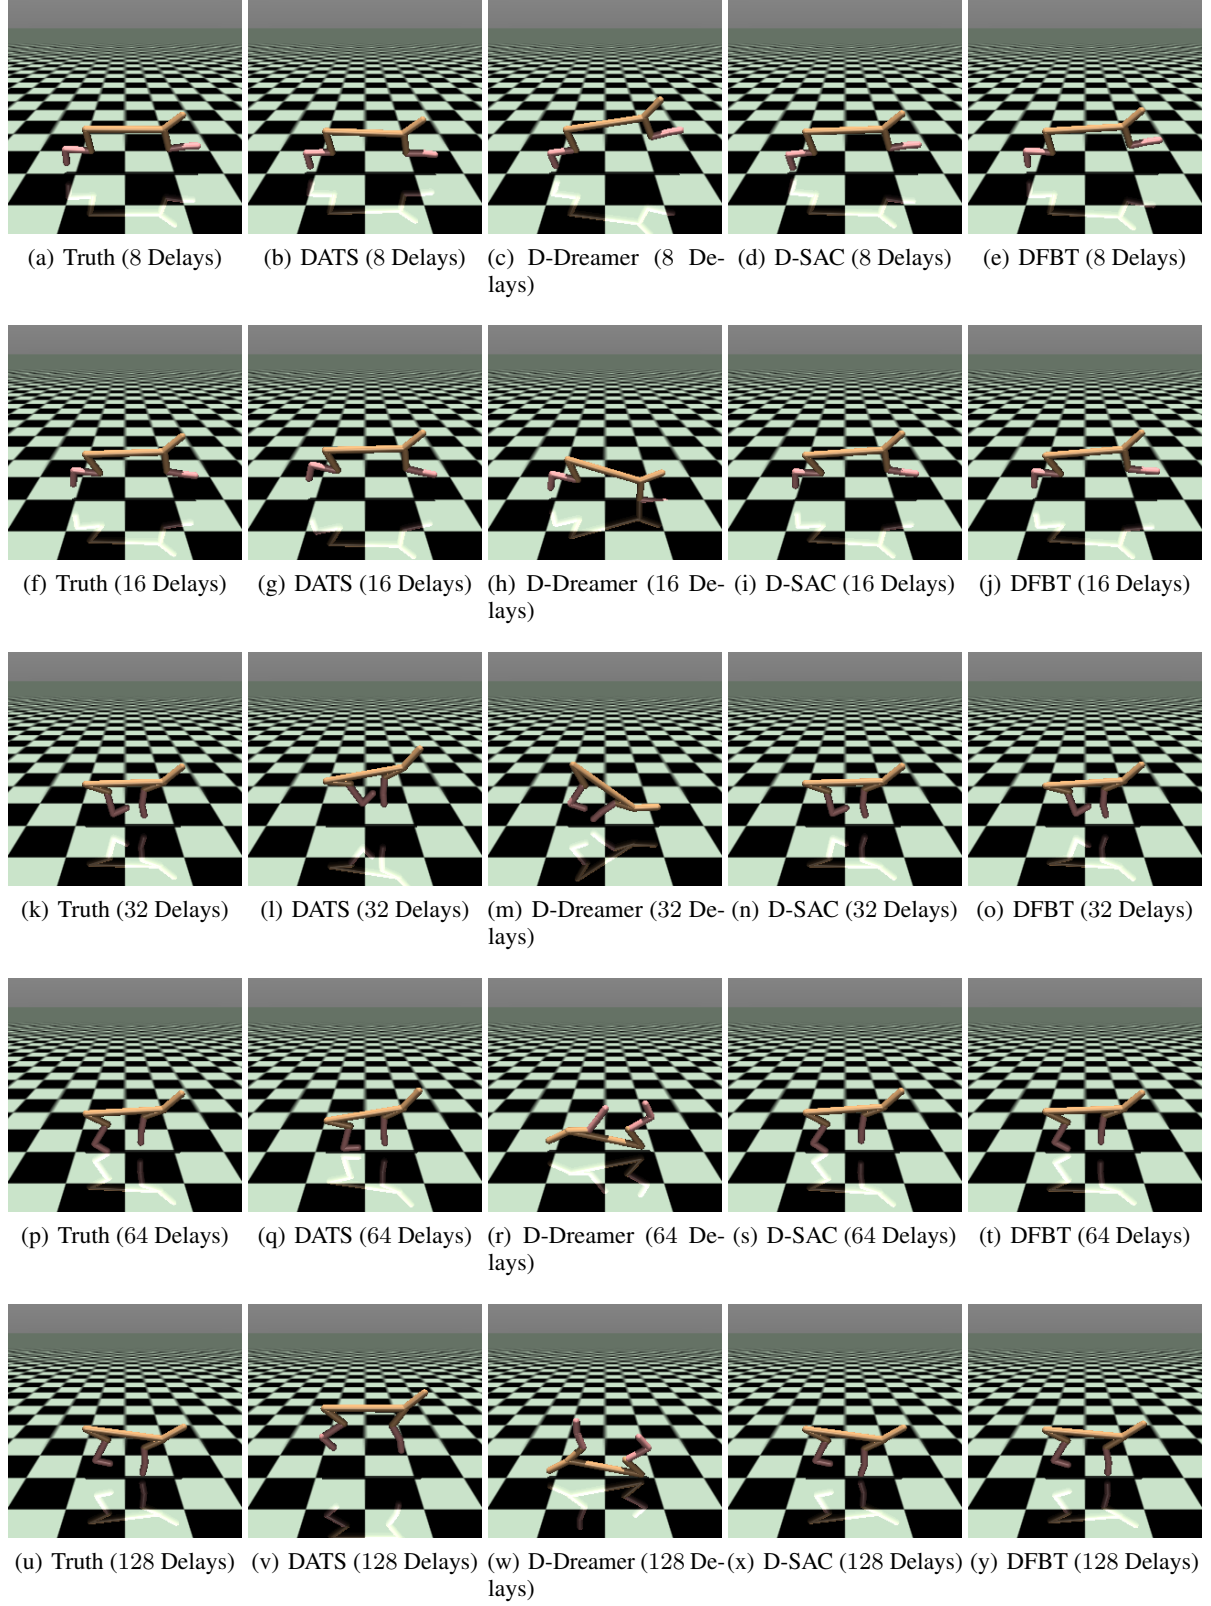 (a) Truth (8 Delays)
(b) DATS (8 Delays)
(c) D-Dreamer (8 De-
lays)
(d) D-SAC (8 Delays)
(e) DFBT (8 Delays)
(f) Truth (16 Delays)
(g) DATS (16 Delays)
(h) D-Dreamer (16 De-
lays)
(i) D-SAC (16 Delays)
(j) DFBT (16 Delays)
(k) Truth (32 Delays)
(l) DATS (32 Delays)
(m) D-Dreamer (32 De-
lays)
(n) D-SAC (32 Delays)
(o) DFBT (32 Delays)
(p) Truth (64 Delays)
(q) DATS (64 Delays)
(r) D-Dreamer (64 De-
lays)
(s) D-SAC (64 Delays)
(t) DFBT (64 Delays)
(u) Truth (128 Delays)
(v) DATS (128 Delays)
(w) D-Dreamer (128 De-
lays)
(x) D-SAC (128 Delays)
(y) DFBT (128 Delays)